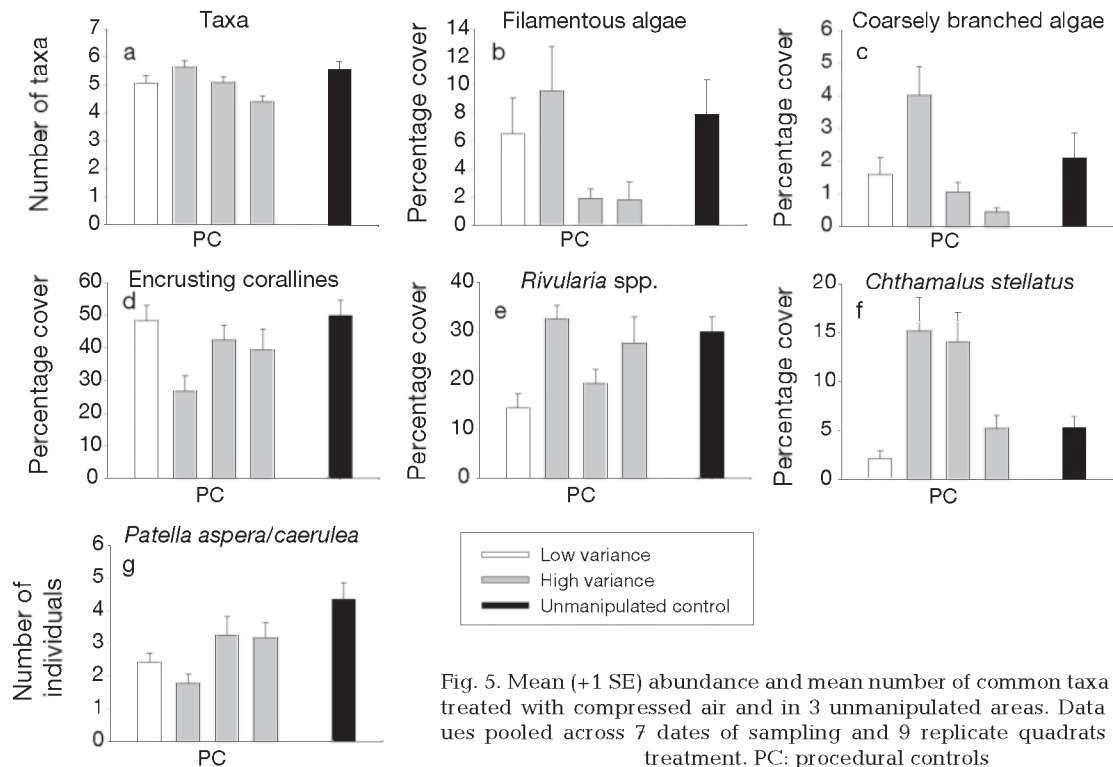 Taxa
a
Number of taxa
7
6
5
4
3
2
1
0
PC
Filamentous algae
b
Percentage cover
14
12
10
8
6
4
2
0
PC
Coarsely branched algae
c
Percentage cover
6
5
4
3
2
1
0
PC
Encrusting corallines
d
Percentage cover
60
50
40
30
20
10
0
PC
Rivularia spp.
e
Percentage cover
40
30
20
10
0
PC
Chthamalus stellatus
f
Percentage cover
20
15
10
5
0
PC
Patella aspera/caerulea
g
Number of
individuals
6
5
4
3
2
1
0
PC
Low variance
High variance
Unmanipulated control
Fig. 5. Mean (+1 SE) abundance and mean number of common taxa
treated with compressed air and in 3 unmanipulated areas. Data
ues pooled across 7 dates of sampling and 9 replicate quadrats
treatment. PC: procedural controls